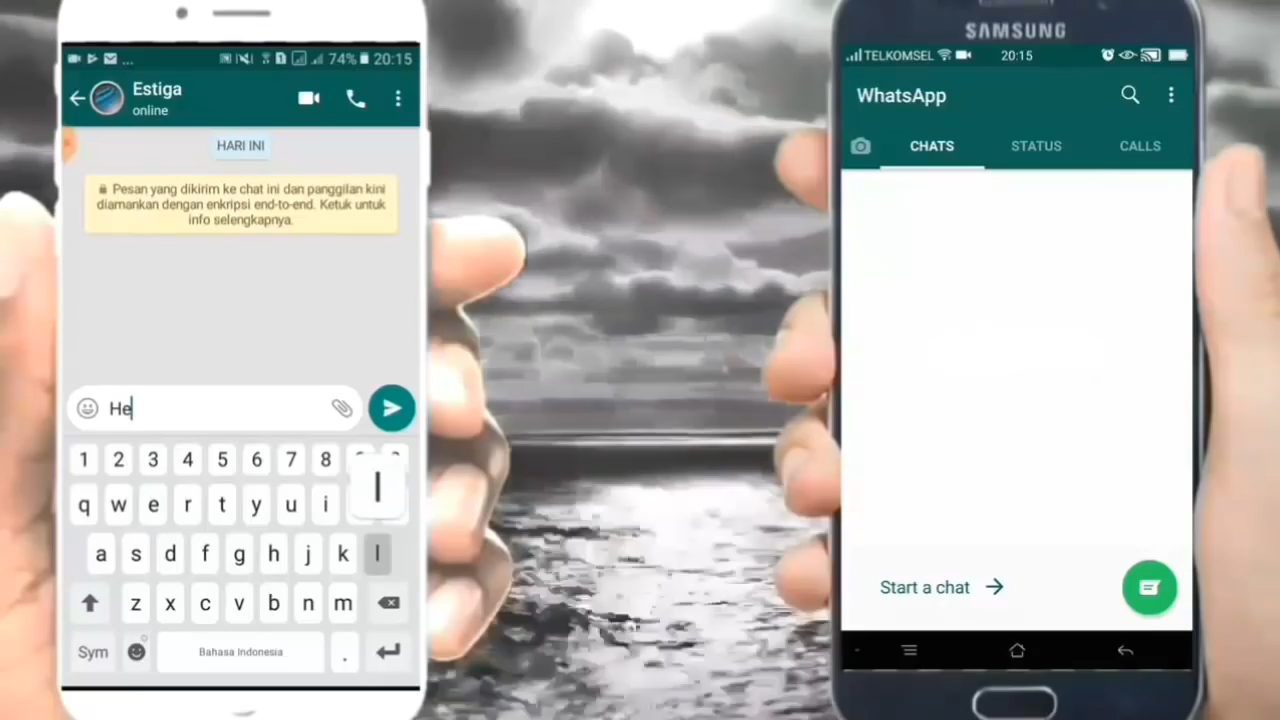 74% 20:15
Estiga
online
HARI INI
Pesan yang dikirim ke chat ini dan panggilan kini
diamankan dengan enkripsi end-to-end. Ketuk untuk
info selengkapnya.
He
1 2 3 4 5 6 7 8
q w e r t y u i
l
a s d f g h j k l
z x c v b n m
Sym Bahasa Indonesia .
SAMSUNG
TELKOMSEL 20:15
WhatsApp
CHATS STATUS CALLS
Start a chat